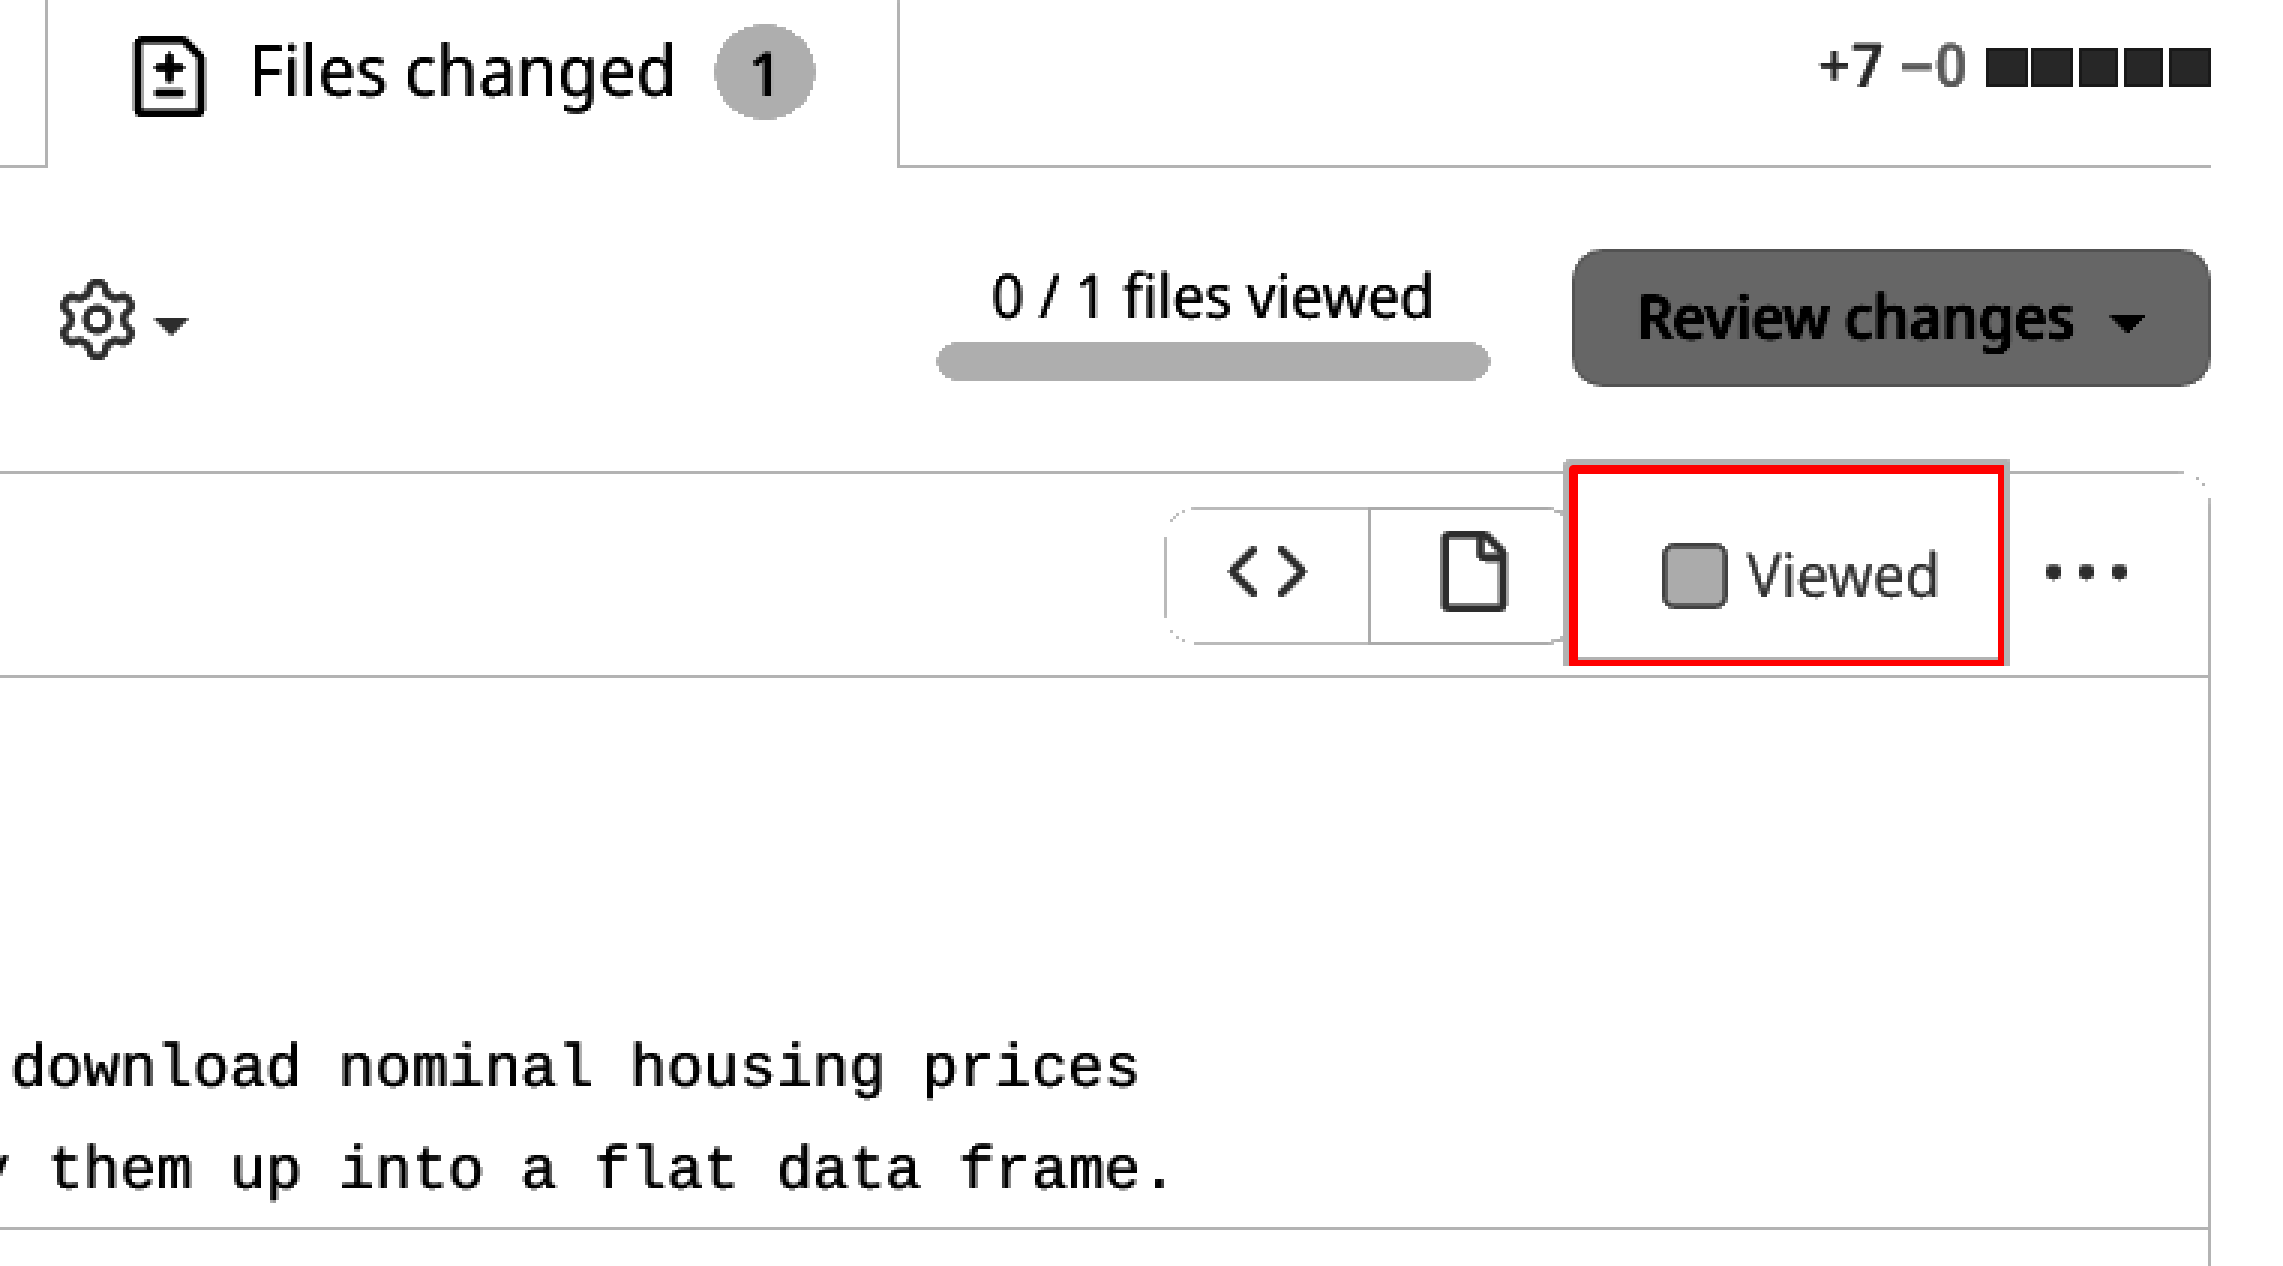 Files changed 1
+7 −0
0 / 1 files viewed
Review changes
Viewed
download nominal housing prices
them up into a flat data frame.